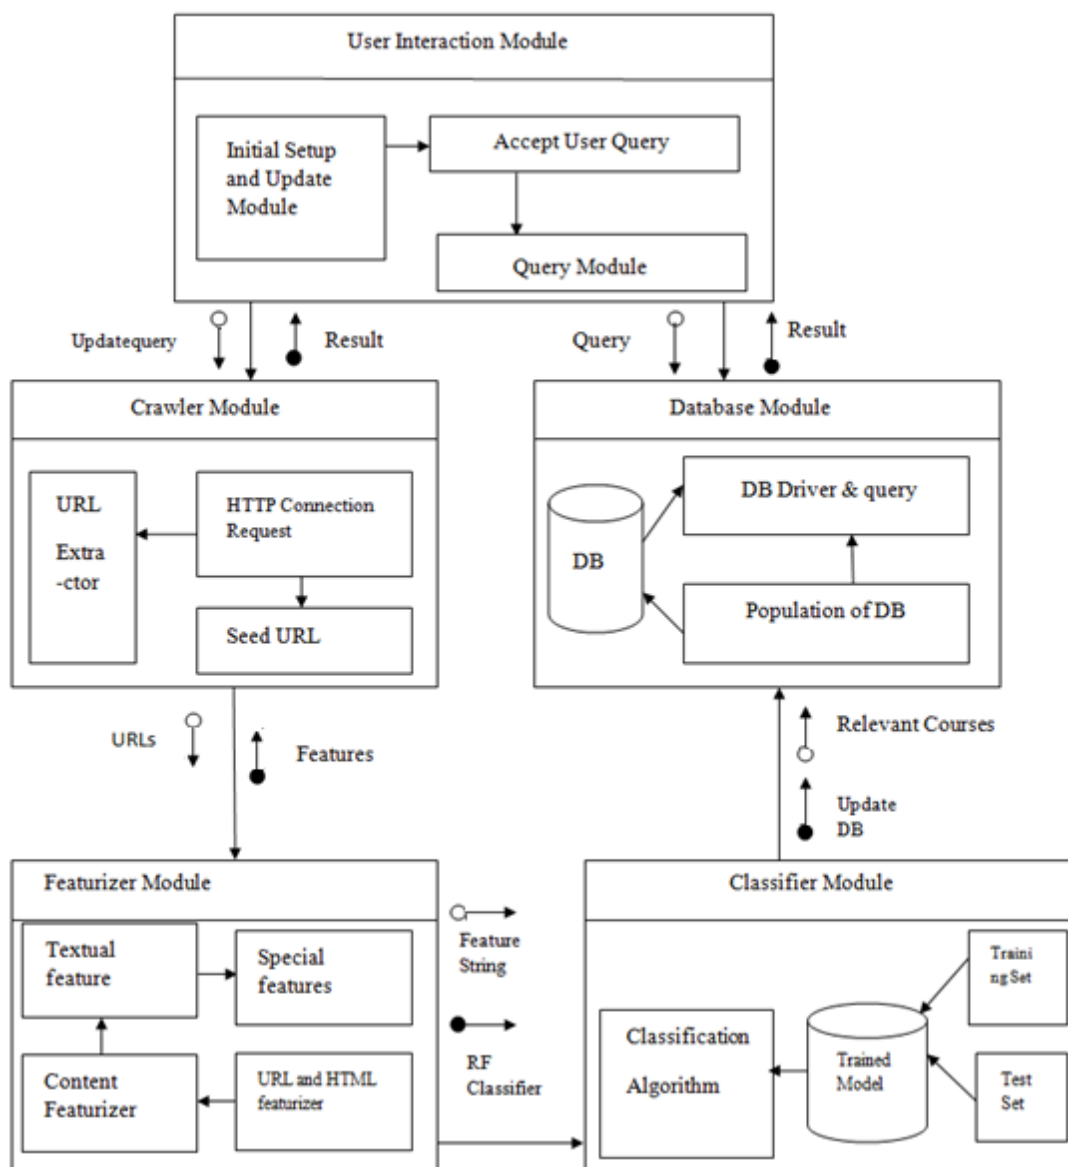 User Interaction Module
Initial Setup
and Update
Module
Accept User Query
Query Module
Updatequery
Result
Query
Result
Crawler Module
URL
Extra
-ctor
HTTP Connection
Request
Seed URL
Database Module
DB
DB Driver & query
Population of DB
URLs
Features
Relevant Courses
Update
DB
Featurizer Module
Textual
feature
Special
features
Content
Featurizer
URL and HTML
featurizer
Feature
String
RF
Classifier
Classifier Module
Classification
Algorithm
Trained
Model
Traini
ng Set
Test
Set